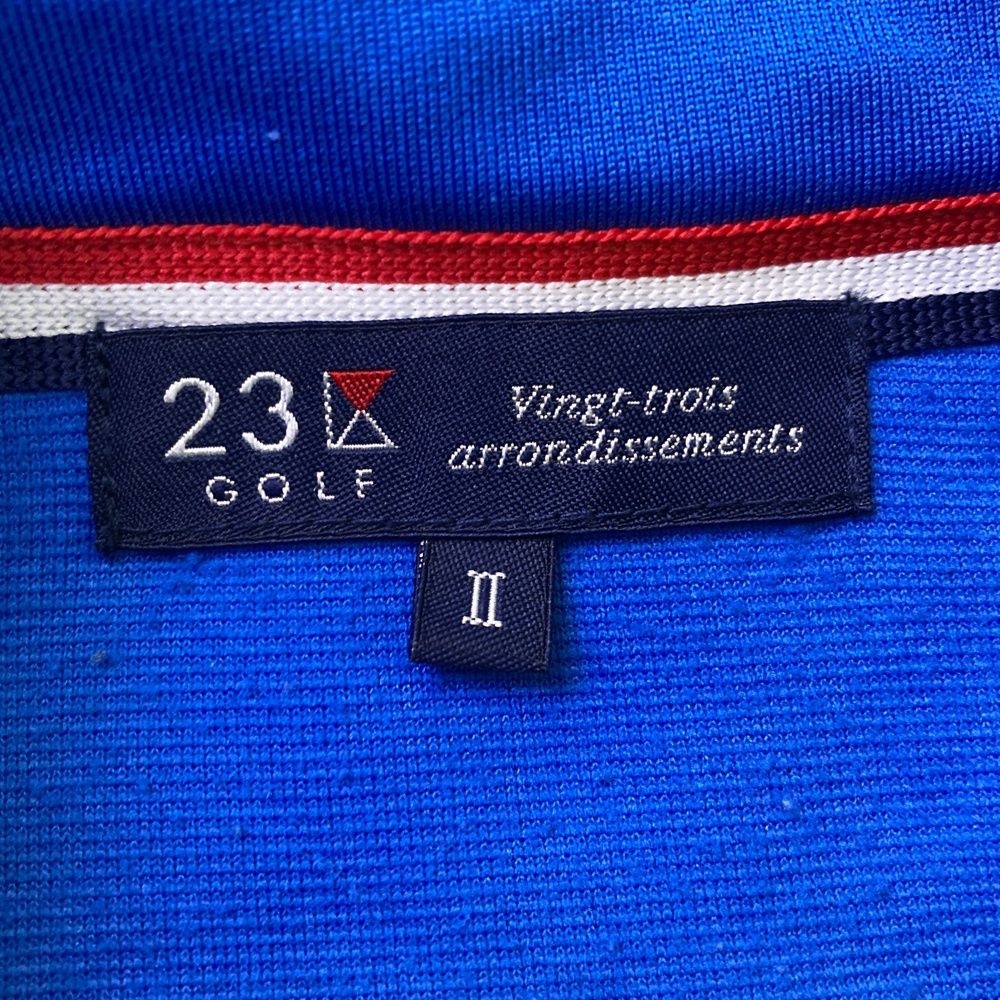 23
GOLF
Vingt-trois
arrondissements
II